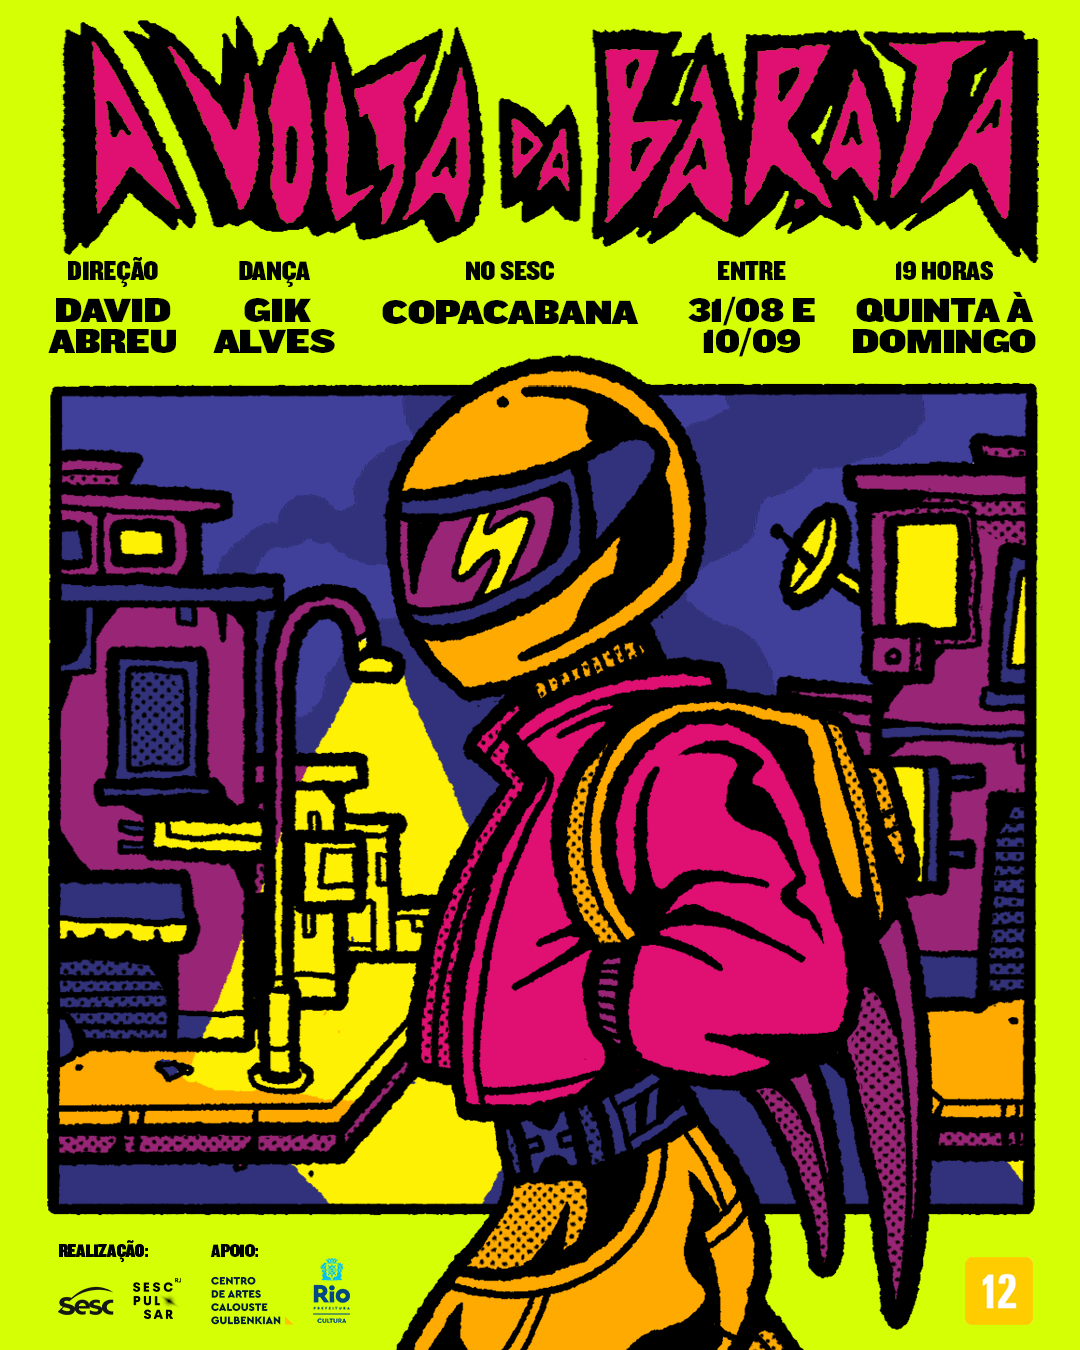 A VOLTA DA BARATA
DIREÇÃO
DAVID
ABREU
DANÇA
GIK
ALVES
NO SESC
COPACABANA
ENTRE
31/08 E
10/09
19 HORAS
QUINTA À
DOMINGO
REALIZAÇÃO:
Sesc
SESC RJ
PUL
SAR
APOIO:
CENTRO
DE ARTES
CALOUSTE
GULBENKIAN
Rio
PREFEITURA
CULTURA
12